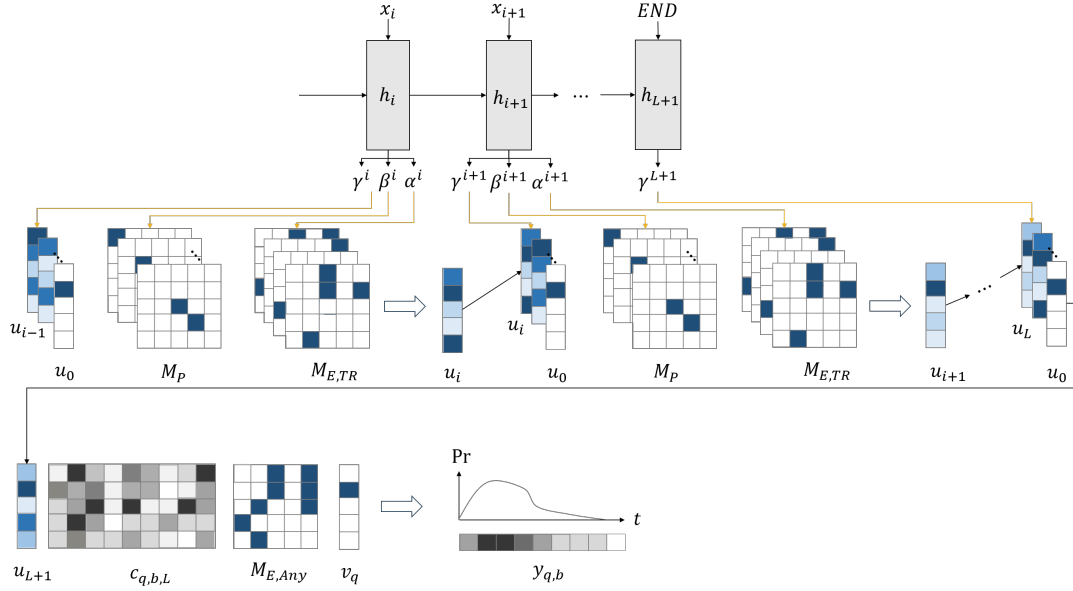 x_i x_{i+1} END
h_i h_{i+1} ... h_{L+1}
γ^i β^i α^i γ^{i+1} β^{i+1} α^{i+1} γ^{L+1}
u_{i-1} u_i u_L
u_0 M_P M_{E,TR} u_i u_0 M_P M_{E,TR} u_{i+1} u_0
Pr
t
u_{L+1} c_{q,b,L} M_{E,Any} v_q y_{q,b}